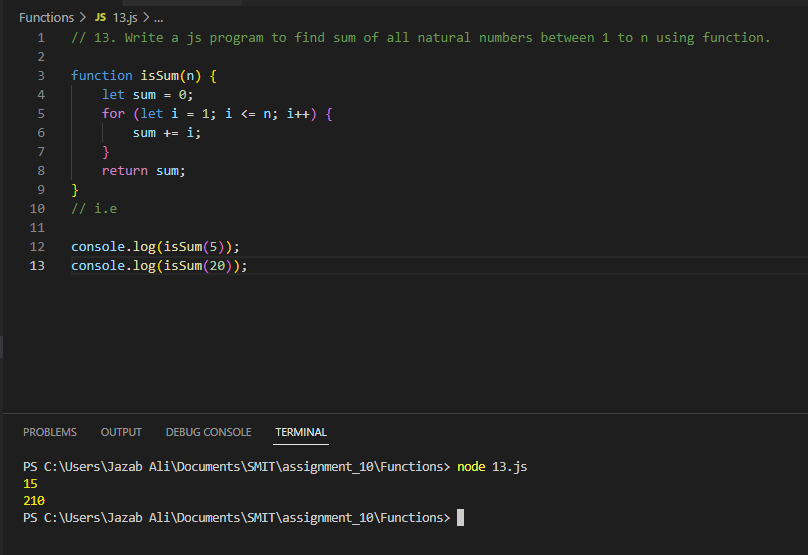 Functions > JS 13.js > ...
1 // 13. Write a js program to find sum of all natural numbers between 1 to n using function.
2
3 function isSum(n) {
4     let sum = 0;
5     for (let i = 1; i <= n; i++) {
6         sum += i;
7     }
8     return sum;
9 }
10 // i.e
11
12 console.log(isSum(5));
13 console.log(isSum(20));
PROBLEMS OUTPUT DEBUG CONSOLE TERMINAL
PS C:\Users\Jazab Ali\Documents\SMIT\assignment_10\Functions> node 13.js
15
210
PS C:\Users\Jazab Ali\Documents\SMIT\assignment_10\Functions>